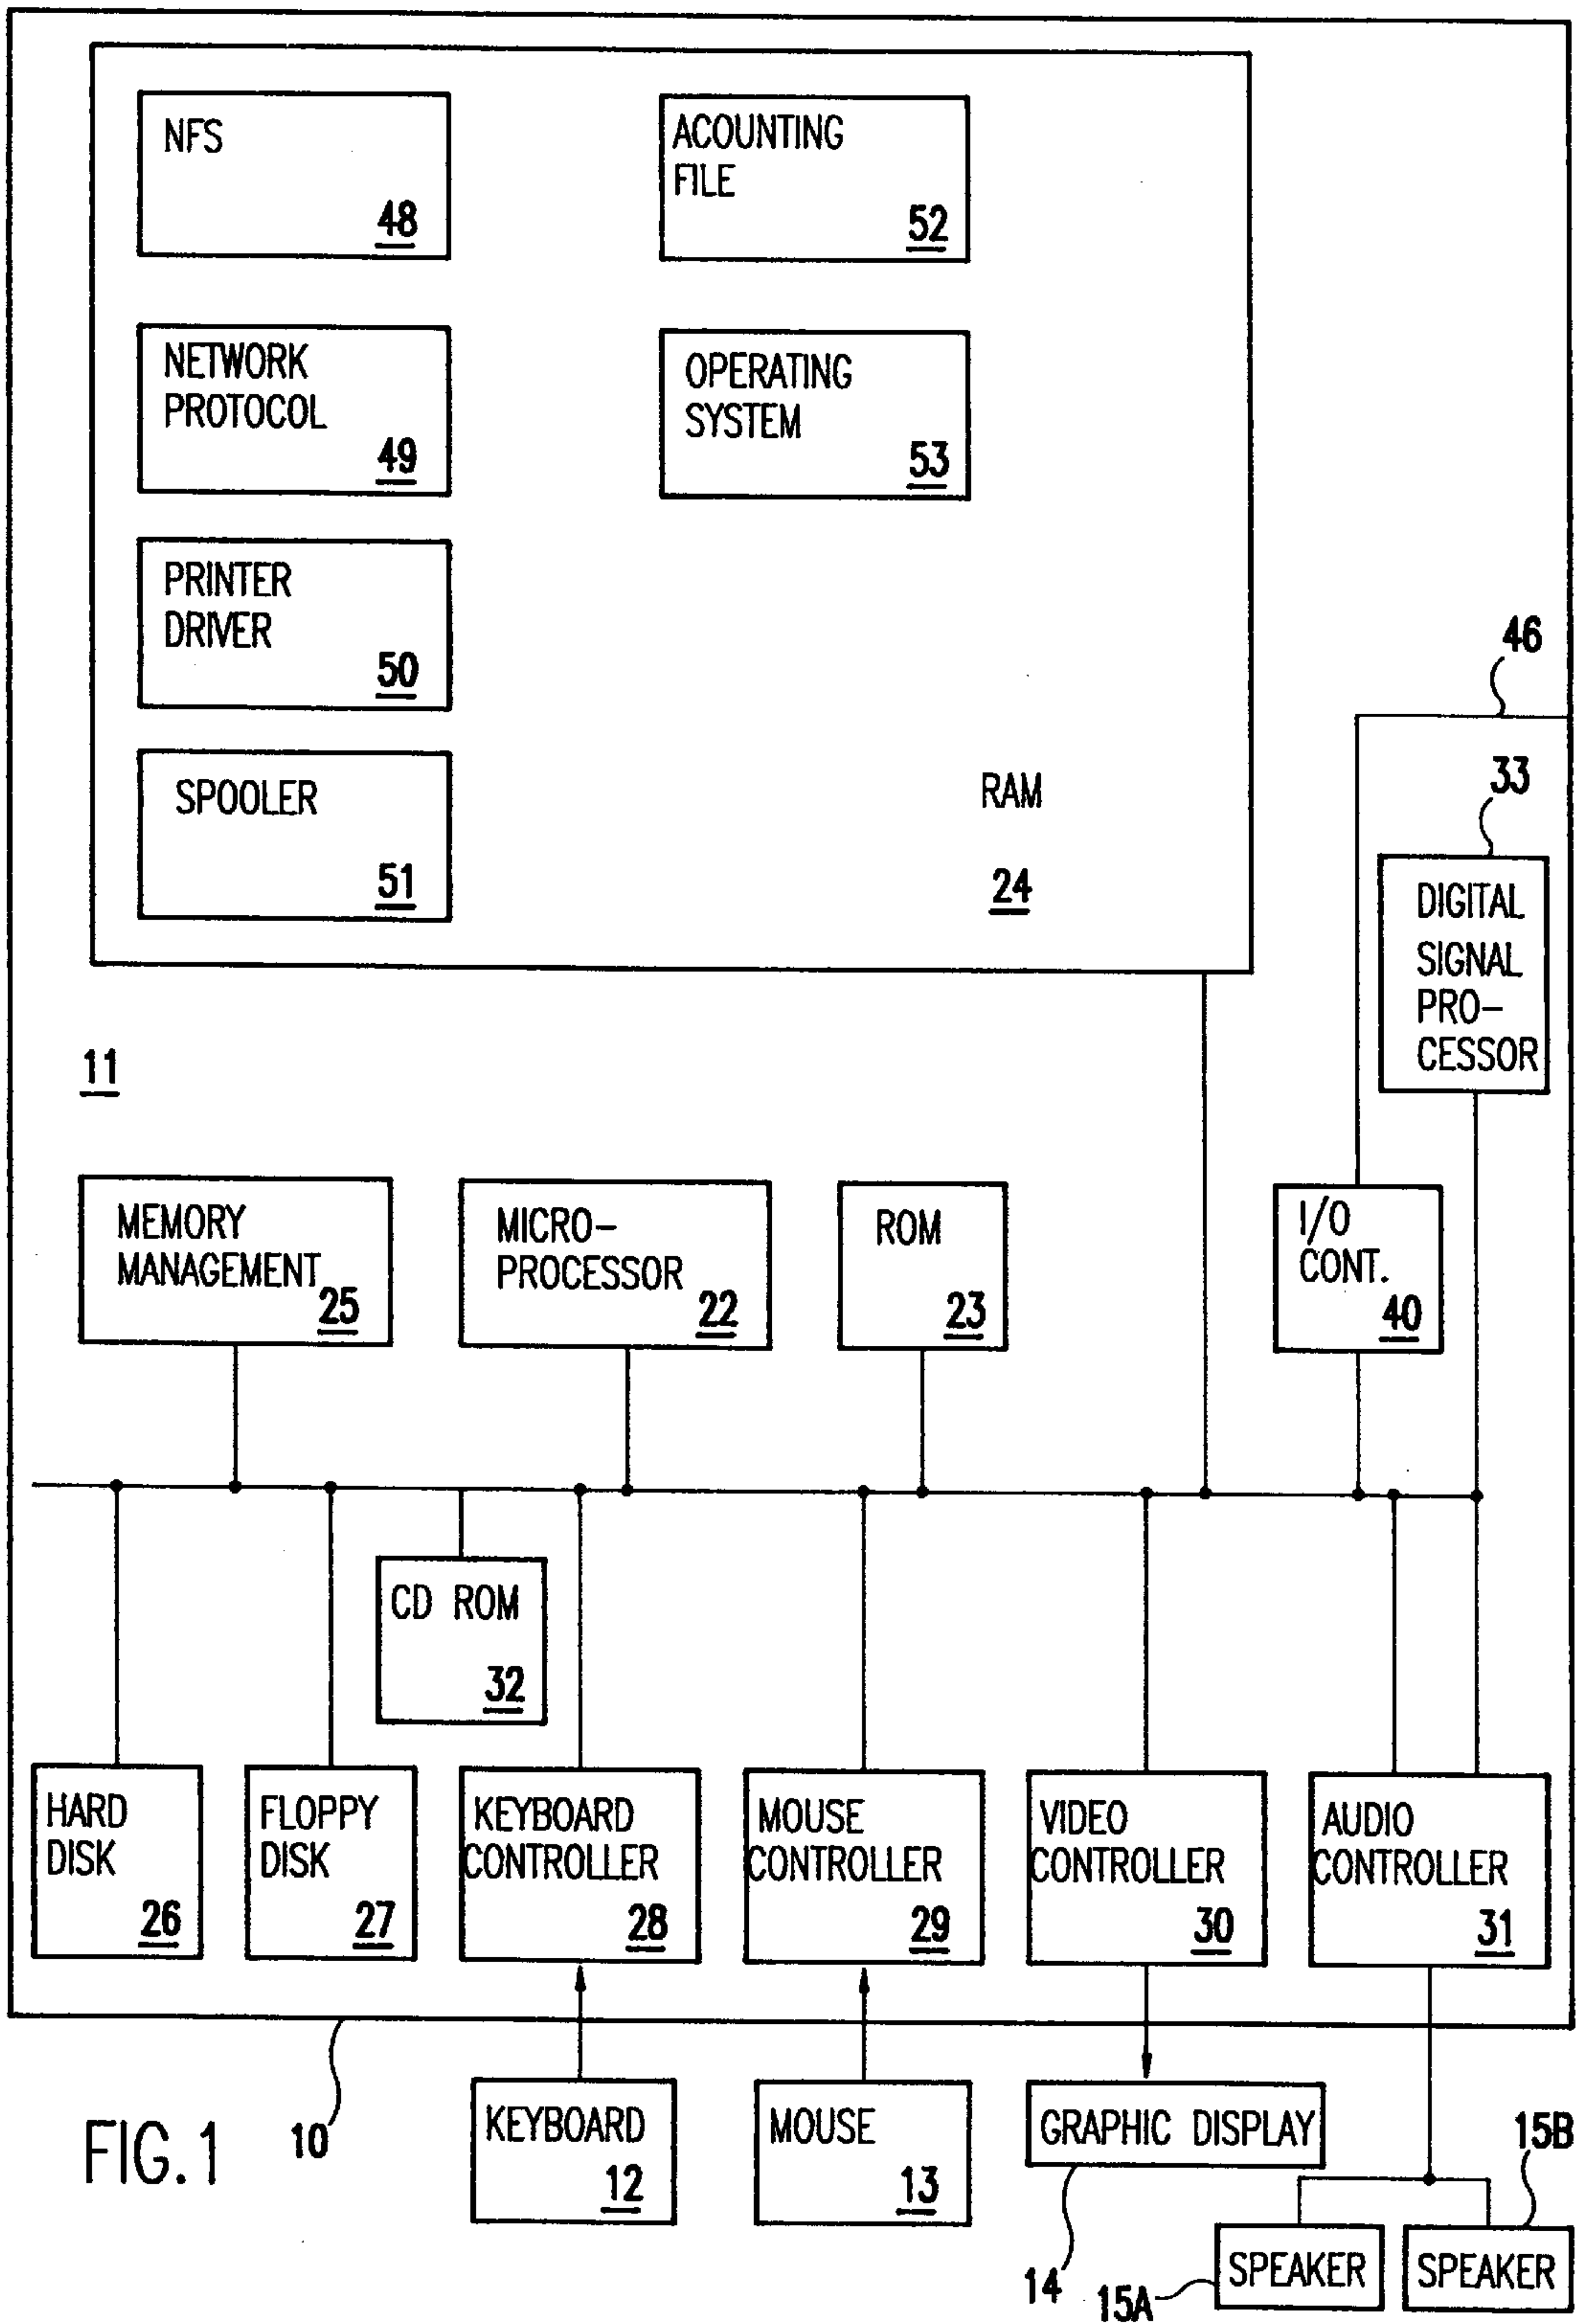 NFS
48
ACOUNTING
FILE
52
NETWORK
PROTOCOL
49
OPERATING
SYSTEM
53
PRINTER
DRIVER
50
SPOOLER
51
RAM
24
46
33
DIGITAL
SIGNAL
PRO-
CESSOR
11
MEMORY
MANAGEMENT
25
MICRO-
PROCESSOR
22
ROM
23
I/O
CONT.
40
CD ROM
32
HARD
DISK
26
FLOPPY
DISK
27
KEYBOARD
CONTROLLER
28
MOUSE
CONTROLLER
29
VIDEO
CONTROLLER
30
AUDIO
CONTROLLER
31
FIG.1
10
KEYBOARD
12
MOUSE
13
GRAPHIC DISPLAY
14
15B
15A
SPEAKER
SPEAKER